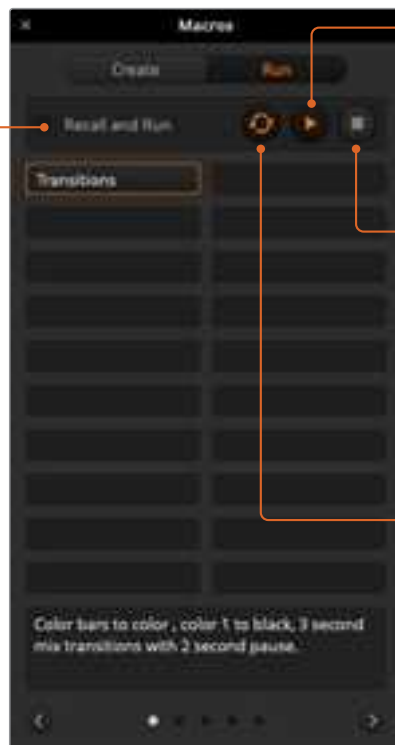 Macros
Create Run
Recall and Run
Transitions
Color bars to color , color 1 to black, 3 second
mix transitions with 2 second pause.